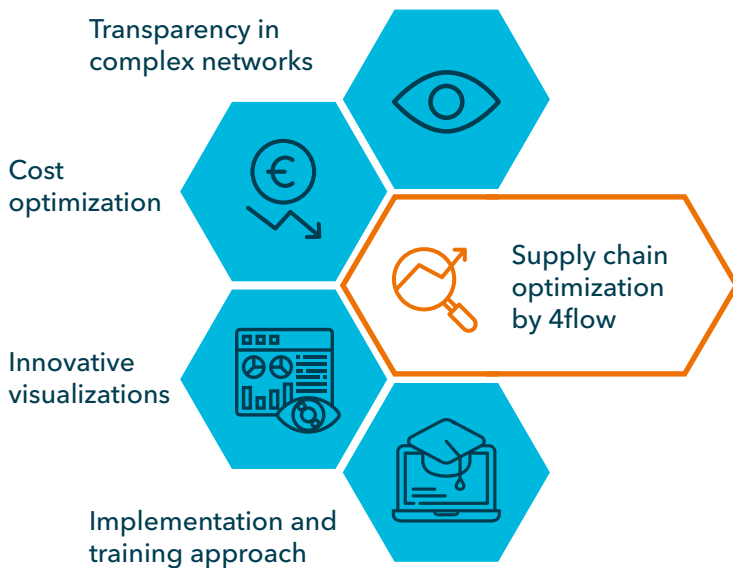 Transparency in
complex networks
Cost
optimization
€
Supply chain
optimization
by 4flow
Innovative
visualizations
Implementation and
training approach